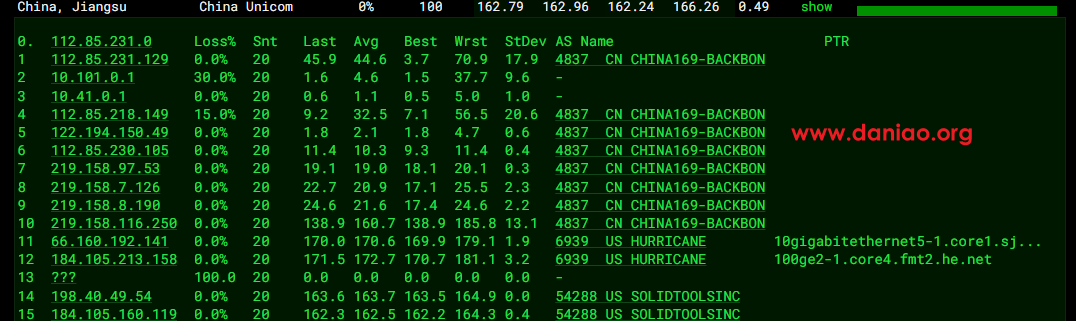 China, Jiangsu China Unicom 0% 100 162.79 162.96 162.24 166.26 0.49 show
0. 112.85.231.0 Loss% Snt Last Avg Best Wrst StDev AS Name PTR
1 112.85.231.129 0.0% 20 45.9 44.6 3.7 70.9 17.9 4837 CN CHINA169-BACKBON
2 10.101.0.1 30.0% 20 1.6 4.6 1.5 37.7 9.6 -
3 10.41.0.1 0.0% 20 0.6 1.1 0.5 5.0 1.0 -
4 112.85.218.149 15.0% 20 9.2 32.5 7.1 56.5 20.6 4837 CN CHINA169-BACKBON
5 122.194.150.49 0.0% 20 1.8 2.1 1.8 4.7 0.6 4837 CN CHINA169-BACKBON
www.daniao.org
6 112.85.230.105 0.0% 20 11.4 10.3 9.3 11.4 0.4 4837 CN CHINA169-BACKBON
7 219.158.97.53 0.0% 20 19.1 19.0 18.1 20.1 0.3 4837 CN CHINA169-BACKBON
8 219.158.7.126 0.0% 20 22.7 20.9 17.1 25.5 2.3 4837 CN CHINA169-BACKBON
9 219.158.8.190 0.0% 20 24.6 21.6 17.4 24.6 2.2 4837 CN CHINA169-BACKBON
10 219.158.116.250 0.0% 20 138.9 160.7 138.9 185.8 13.1 4837 CN CHINA169-BACKBON
11 66.160.192.141 0.0% 20 170.0 170.6 169.9 179.1 1.9 6939 US HURRICANE 10gigabitethernet5-1.core1.sj...
12 184.105.213.158 0.0% 20 171.5 172.7 170.7 181.1 3.2 6939 US HURRICANE 100ge2-1.core4.fmt2.he.net
13 ??? 100.0 20 0.0 0.0 0.0 0.0 0.0 -
14 198.40.49.54 0.0% 20 163.6 163.7 163.5 164.9 0.0 54288 US SOLIDTOOLSINC
15 184.105.160.119 0.0% 20 162.3 162.5 162.2 164.3 0.4 54288 US SOLIDTOOLSINC